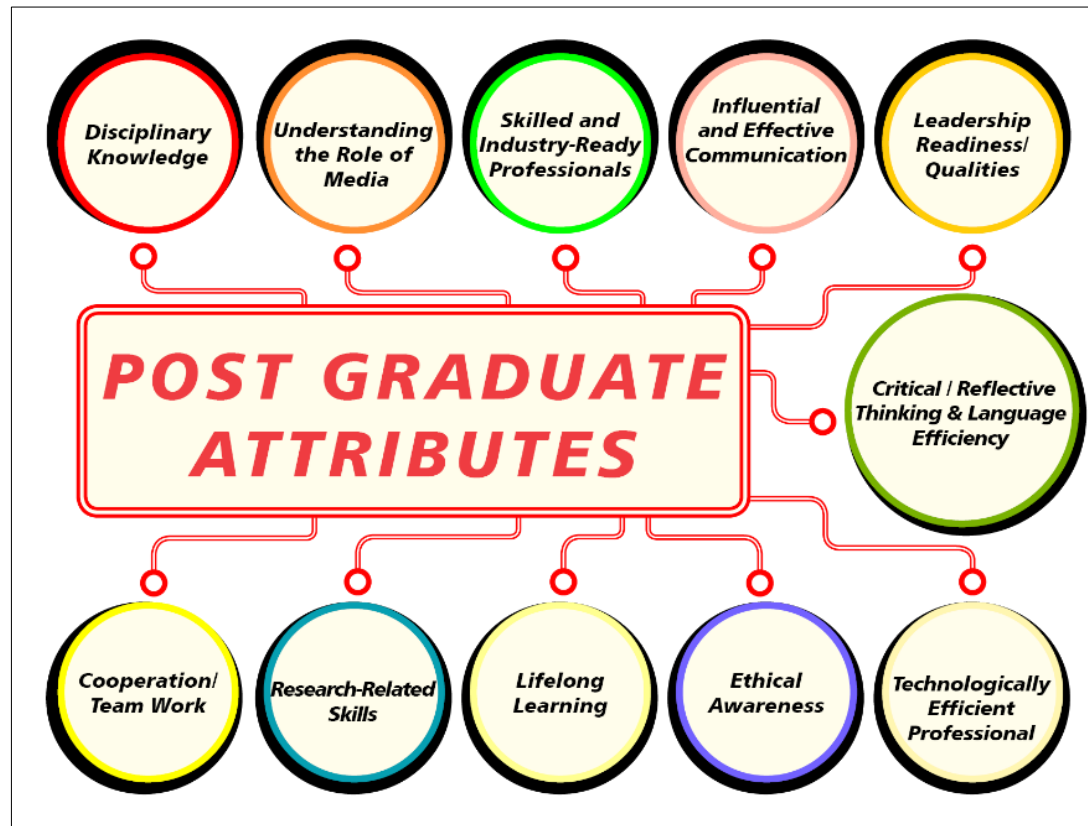 Disciplinary
Knowledge
Understanding
the Role of
Media
Skilled and
Industry-Ready
Professionals
Influential
and Effective
Communication
Leadership
Readiness/
Qualities
POST GRADUATE
ATTRIBUTES
Critical / Reflective
Thinking & Language
Efficiency
Cooperation/
Team Work
Research-Related
Skills
Lifelong
Learning
Ethical
Awareness
Technologically
Efficient
Professional